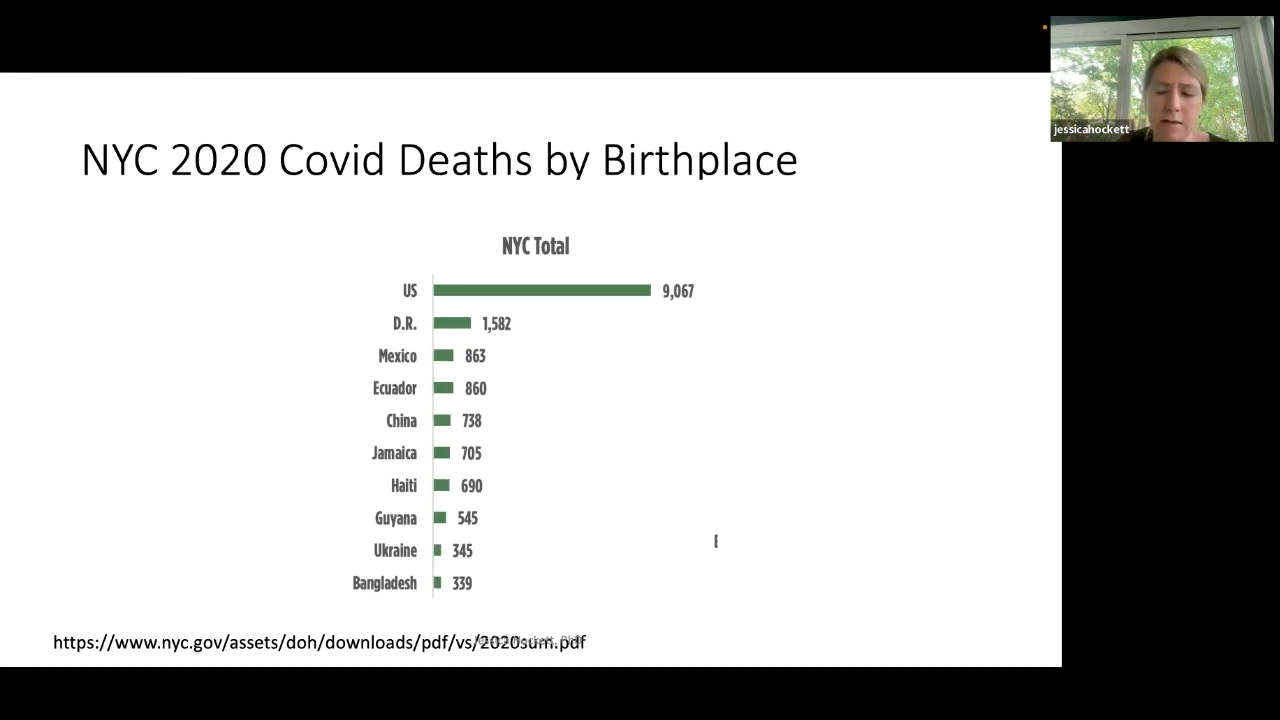 jessicahockett
NYC 2020 Covid Deaths by Birthplace
NYC Total
US 9,067
D.R. 1,582
Mexico 863
Ecuador 860
China 738
Jamaica 705
Haiti 690
Guyana 545
Ukraine 345
Bangladesh 339
https://www.nyc.gov/assets/doh/downloads/pdf/vs/2020sum.pdf